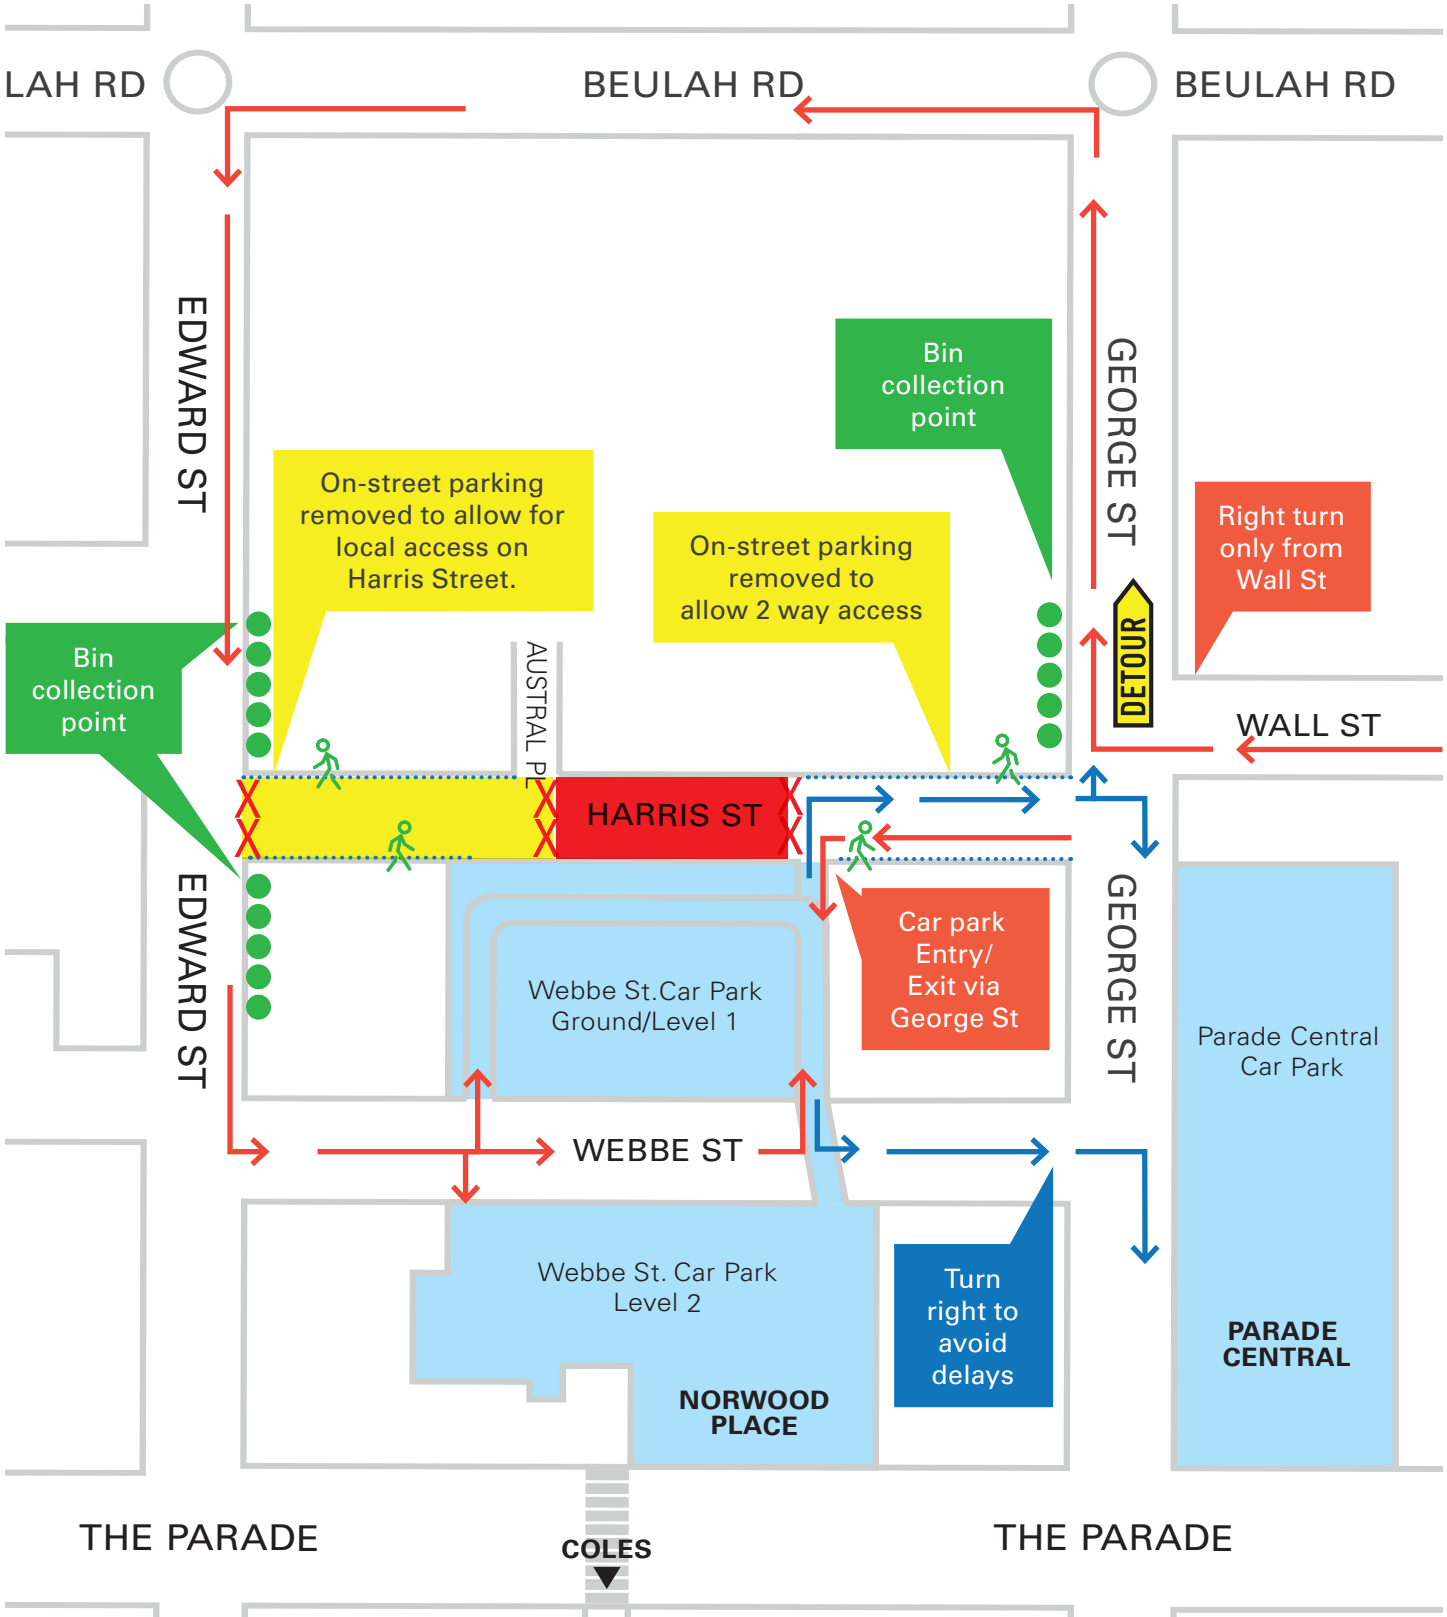 LAH RD
BEULAH RD
BEULAH RD
EDWARD ST
GEORGE ST
Bin
collection
point
On-street parking
removed to allow for
local access on
Harris Street.
On-street parking
removed to
allow 2 way access
Right turn
only from
Wall St
DETOUR
Bin
collection
point
AUSTRAL PL
WALL ST
HARRIS ST
EDWARD ST
GEORGE ST
Car park
Entry/
Exit via
George St
Webbe St.Car Park
Ground/Level 1
Parade Central
Car Park
WEBBE ST
Webbe St. Car Park
Level 2
Turn
right to
avoid
delays
PARADE
CENTRAL
NORWOOD
PLACE
THE PARADE
THE PARADE
COLES